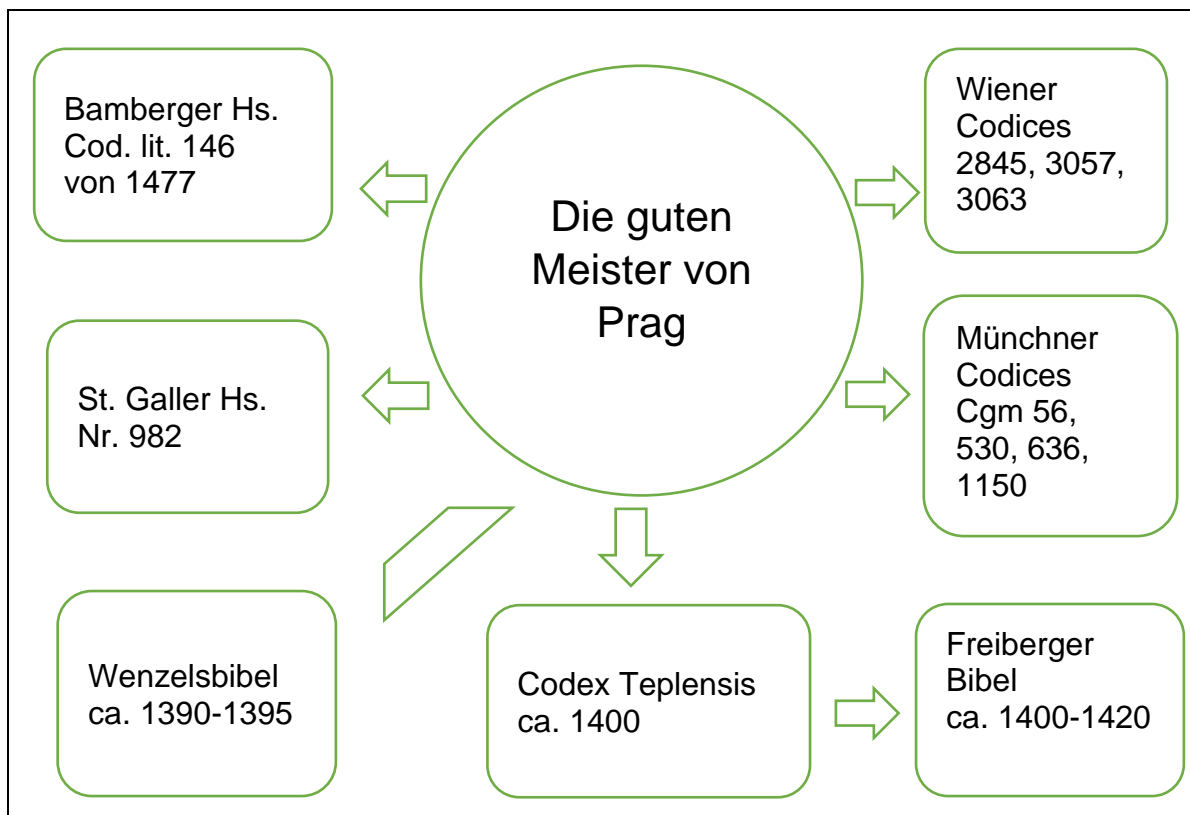 Bamberger Hs.
Cod. lit. 146
von 1477
Die guten
Meister von
Prag
Wiener
Codices
2845, 3057,
3063
St. Galler Hs.
Nr. 982
Münchner
Codices
Cgm 56,
530, 636,
1150
Wenzelsbibel
ca. 1390-1395
Codex Teplensis
ca. 1400
Freiberger
Bibel
ca. 1400-1420